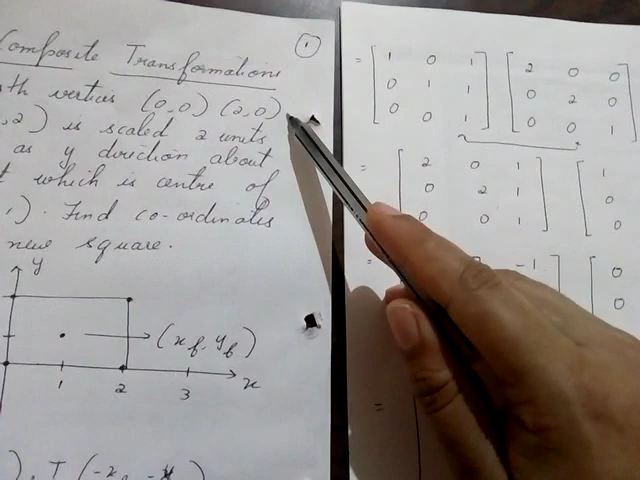 Composite Transformations
①
th vertices (0,0) (2,0)
,2) is scaled 2 units
as y direction about
t which is centre of
1). Find co-ordinates
new square.
y
(xf, yf)
1 2 3 x
), T(-x
= [ 1 0 1 ] [ 2 0 0 ]
0 1 1 0 2 0
0 0 1 0 0 1
= [ 2 0 1 ] [ 1
0 2 1 0
0 0 1 0
= -1 ] [ 0
0
=